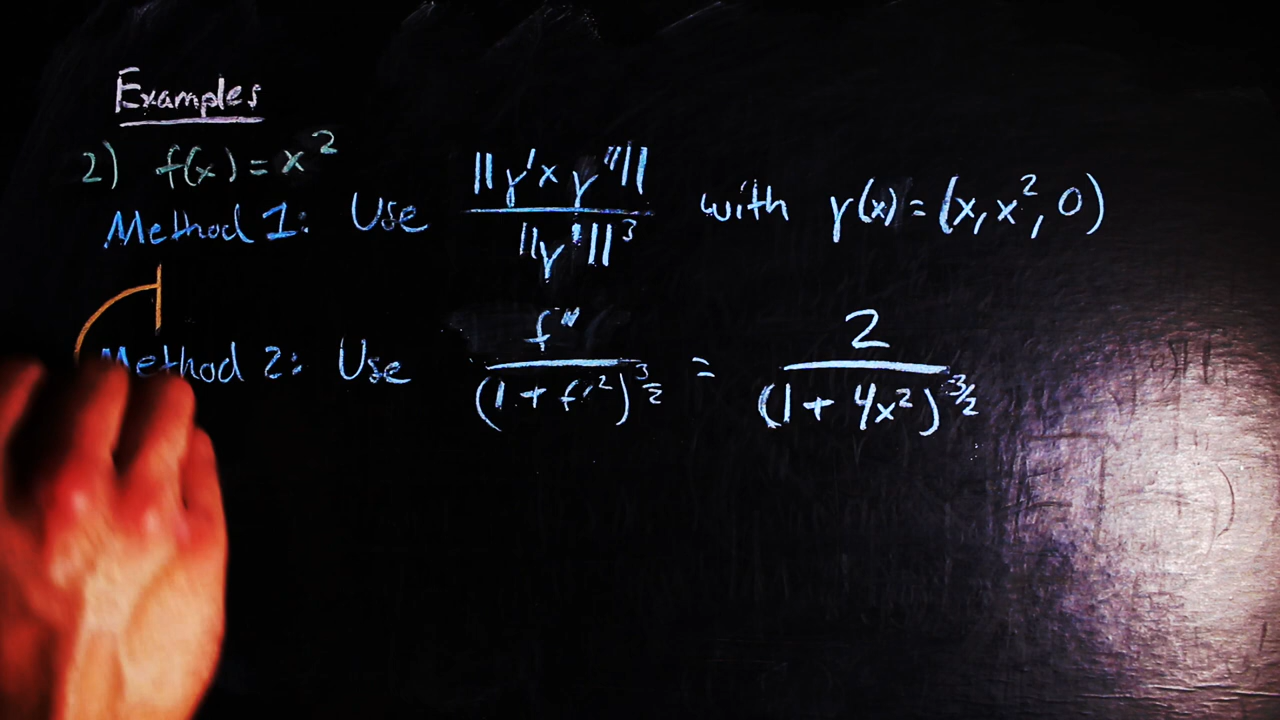 Examples
2) f(x) = x²
Method 1: Use ||γ' × γ''|| / ||γ'||³ with γ(x) = (x, x², 0)
Method 2: Use f'' / (1 + f'²)^3/2 = 2 / (1 + 4x²)^3/2